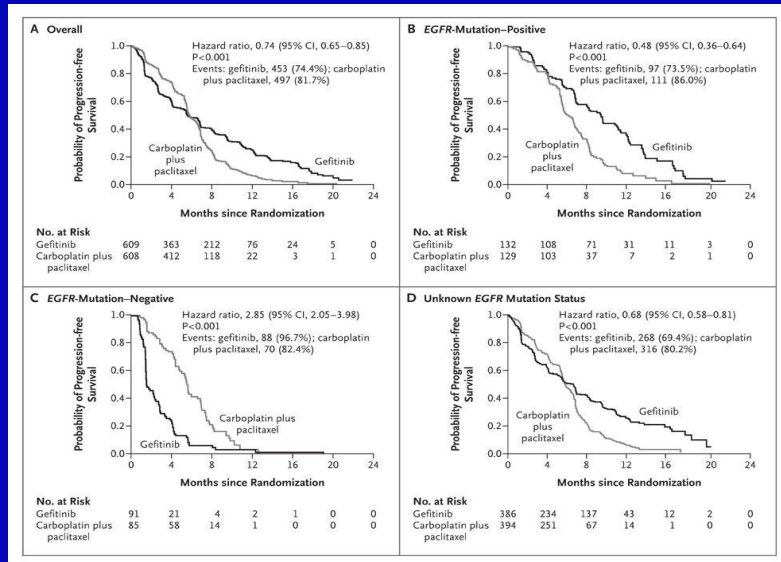 A Overall
Hazard ratio, 0.74 (95% CI, 0.65–0.85)
P<0.001
Events: gefitinib, 453 (74.4%); carboplatin
plus paclitaxel, 497 (81.7%)
Probability of Progression-free
Survival
1.0
0.8
0.6
0.4
0.2
0.0
Carboplatin
plus
paclitaxel
Gefitinib
0 4 8 12 16 20 24
Months since Randomization
No. at Risk
Gefitinib 609 363 212 76 24 5 0
Carboplatin plus 608 412 118 22 3 1 0
paclitaxel
B EGFR-Mutation–Positive
Hazard ratio, 0.48 (95% CI, 0.36–0.64)
P<0.001
Events: gefitinib, 97 (73.5%); carboplatin
plus paclitaxel, 111 (86.0%)
Probability of Progression-free
Survival
1.0
0.8
0.6
0.4
0.2
0.0
Carboplatin
plus
paclitaxel
Gefitinib
0 4 8 12 16 20 24
Months since Randomization
No. at Risk
Gefitinib 132 108 71 31 11 3 0
Carboplatin plus 129 103 37 7 2 1 0
paclitaxel
C EGFR-Mutation–Negative
Hazard ratio, 2.85 (95% CI, 2.05–3.98)
P<0.001
Events: gefitinib, 88 (96.7%); carboplatin
plus paclitaxel, 70 (82.4%)
Probability of Progression-free
Survival
1.0
0.8
0.6
0.4
0.2
0.0
Carboplatin plus
paclitaxel
Gefitinib
0 4 8 12 16 20 24
Months since Randomization
No. at Risk
Gefitinib 91 21 4 2 1 0 0
Carboplatin plus 85 58 14 1 0 0 0
paclitaxel
D Unknown EGFR Mutation Status
Hazard ratio, 0.68 (95% CI, 0.58–0.81)
P<0.001
Events: gefitinib, 268 (69.4%); carboplatin
plus paclitaxel, 316 (80.2%)
Probability of Progression-free
Survival
1.0
0.8
0.6
0.4
0.2
0.0
Carboplatin
plus
paclitaxel
Gefitinib
0 4 8 12 16 20 24
Months since Randomization
No. at Risk
Gefitinib 386 234 137 43 12 2 0
Carboplatin plus 394 251 67 14 1 0 0
paclitaxel